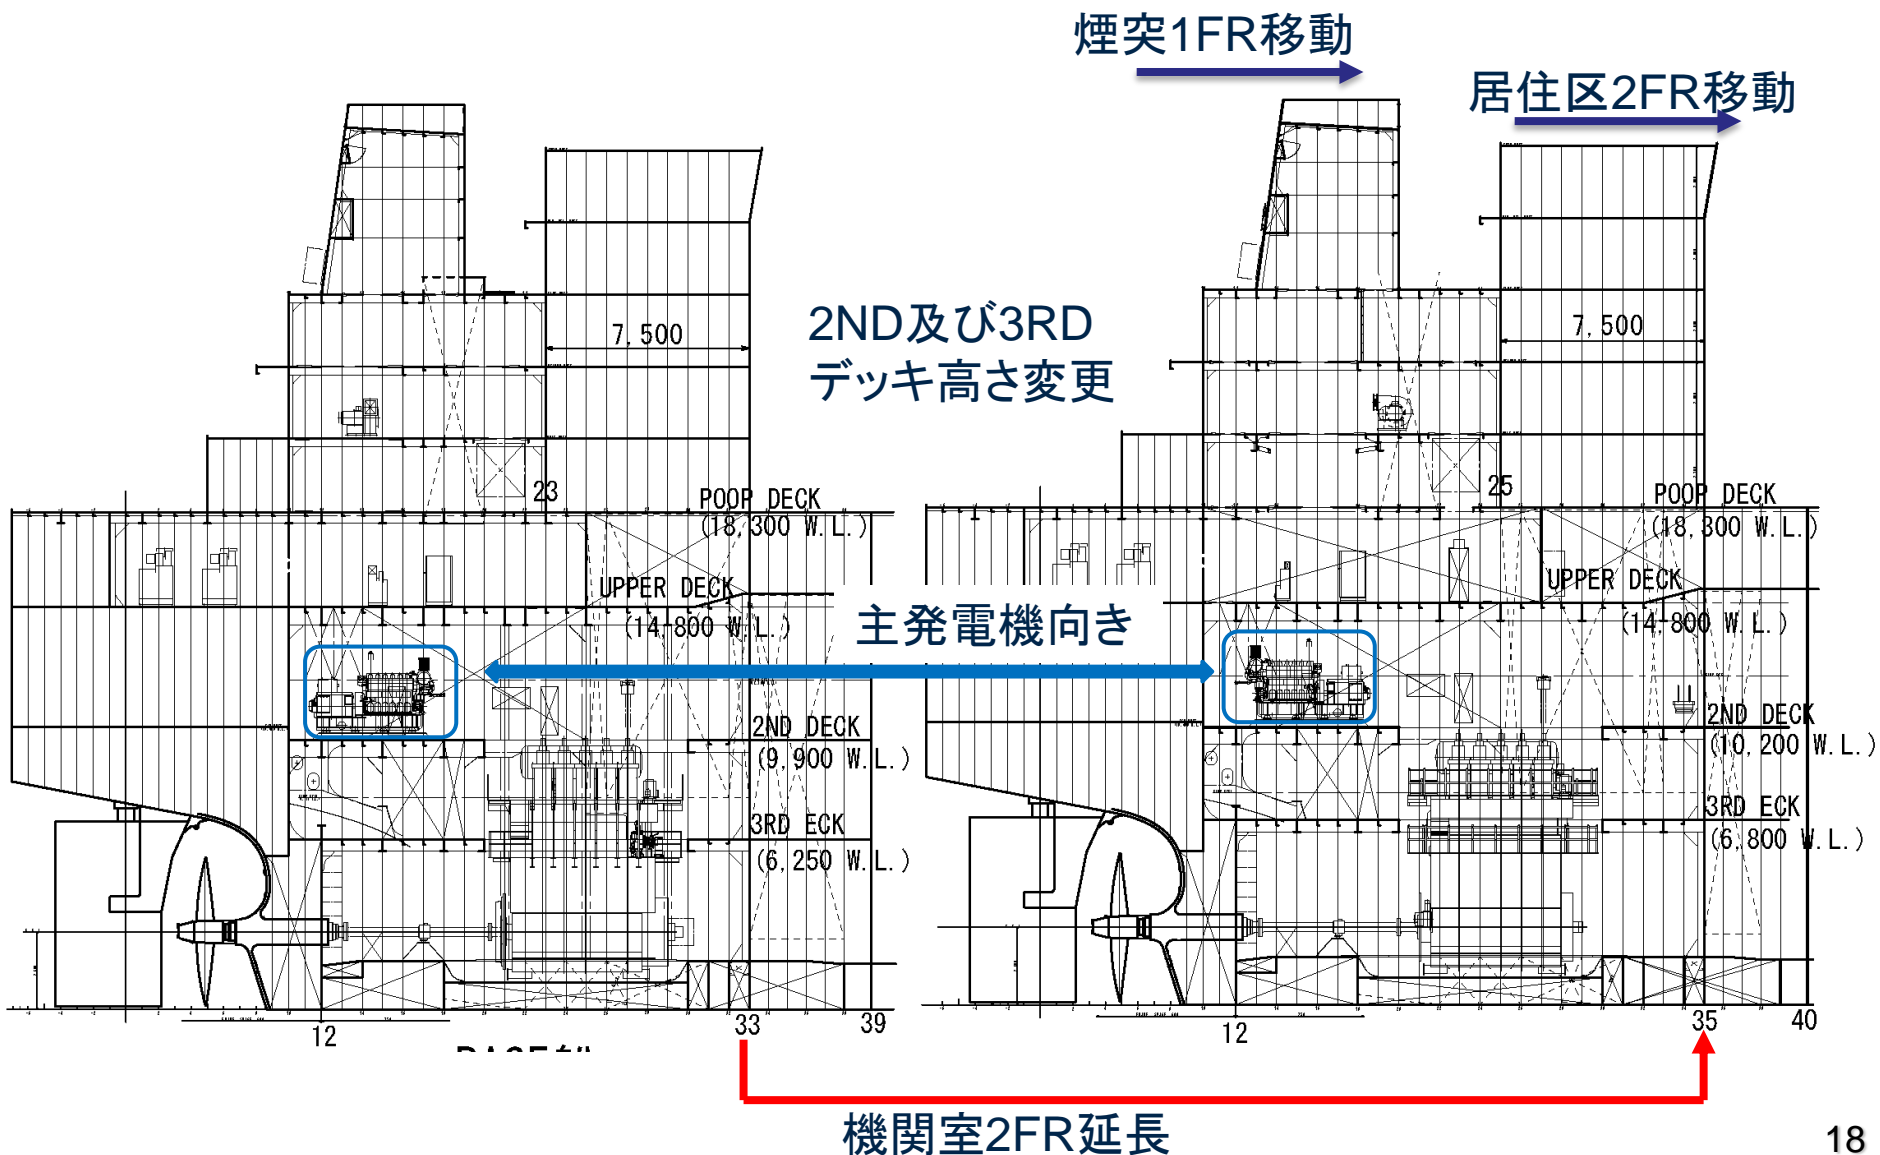 煙突1FR移動
居住区2FR移動
2ND及び3RD
デッキ高さ変更
7,500
7,500
23
25
POOP DECK
(18,300 W.L.)
POOP DECK
(18,300 W.L.)
UPPER DECK
(14,800 W.L.)
UPPER DECK
(14,800 W.L.)
主発電機向き
2ND DECK
(9,900 W.L.)
2ND DECK
(10,200 W.L.)
3RD ECK
(6,250 W.L.)
3RD ECK
(6,800 W.L.)
12
33
39
12
35
40
機関室2FR延長
18